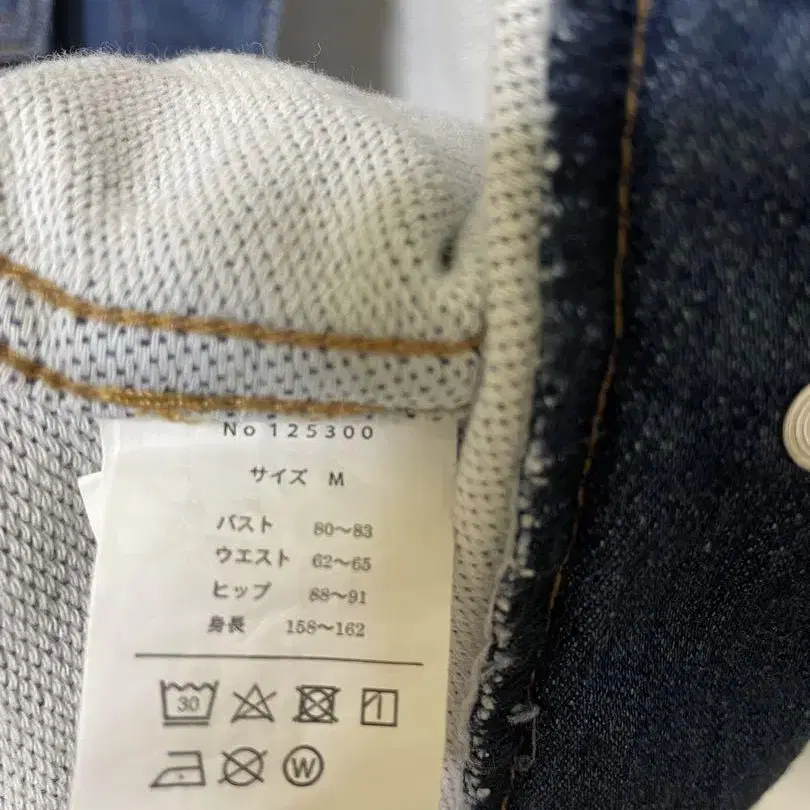 No 125300
サイズ M
バスト 80〜83
ウエスト 62〜65
ヒップ 88〜91
身長 158〜162
30
W